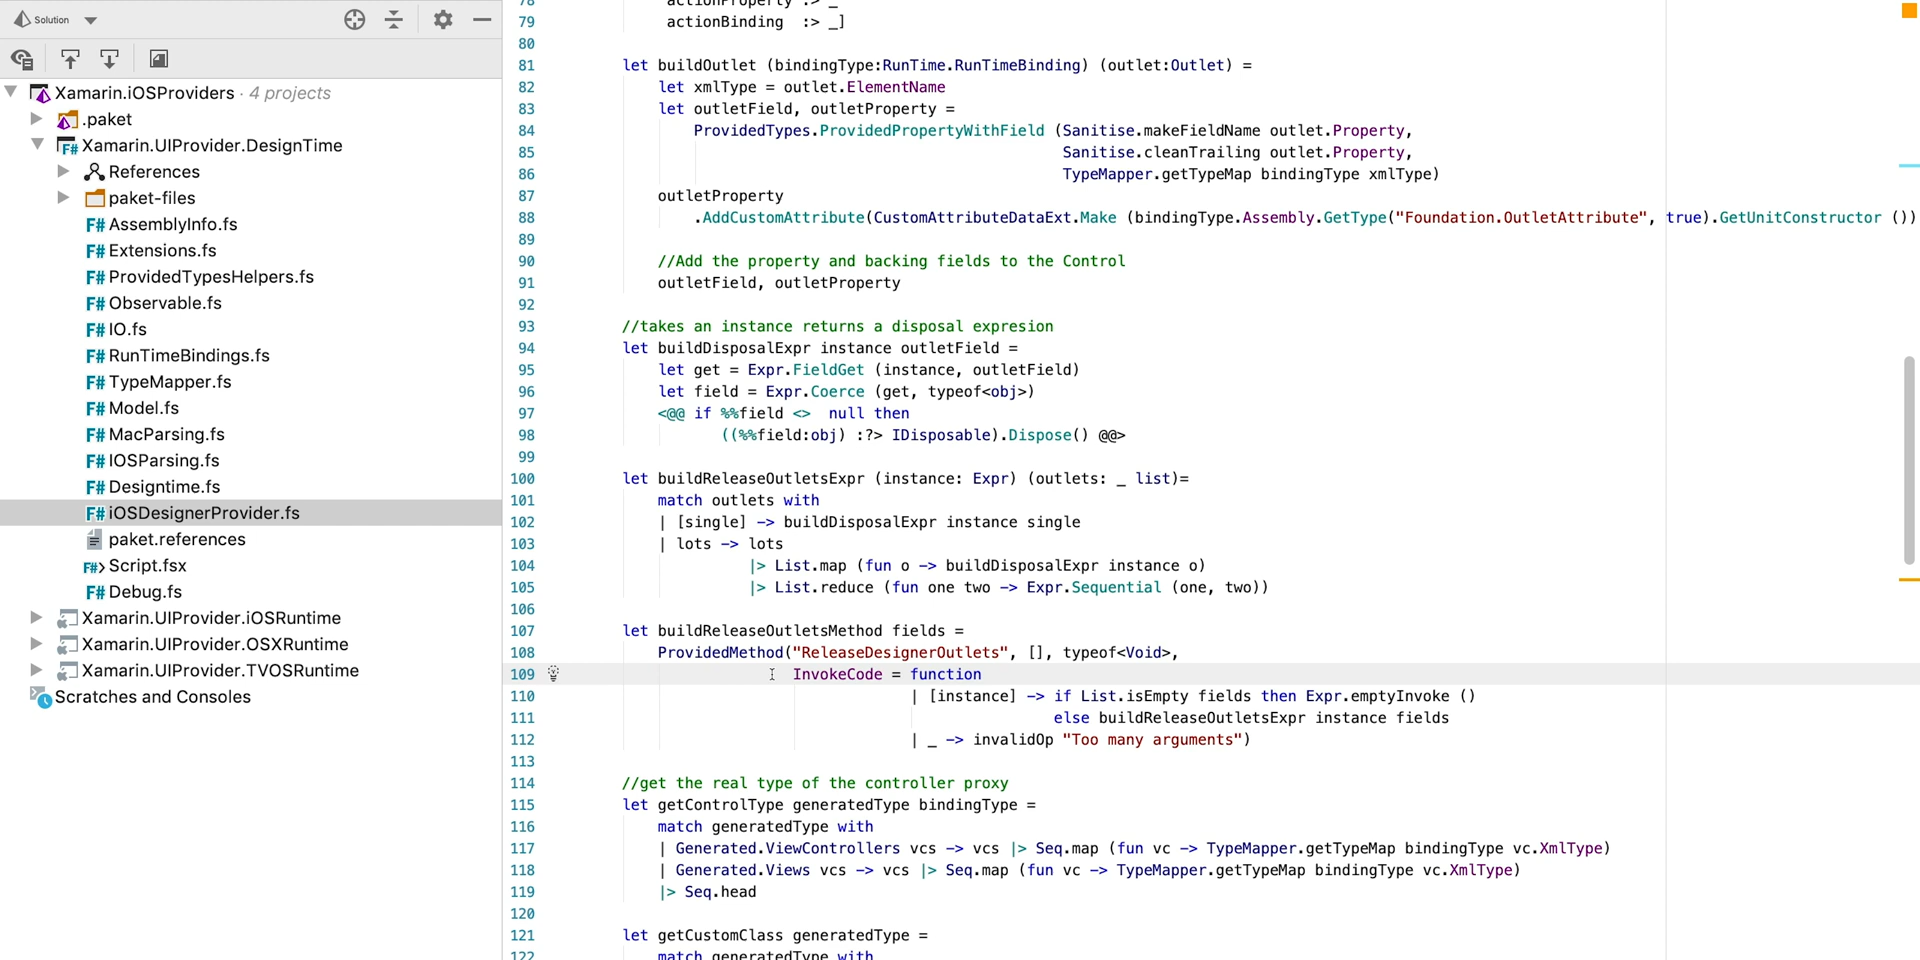 Solution
Xamarin.iOSProviders · 4 projects
.paket
F# Xamarin.UIProvider.DesignTime
References
paket-files
F# AssemblyInfo.fs
F# Extensions.fs
F# ProvidedTypesHelpers.fs
F# Observable.fs
F# IO.fs
F# RunTimeBindings.fs
F# TypeMapper.fs
F# Model.fs
F# MacParsing.fs
F# IOSParsing.fs
F# Designtime.fs
F# iOSDesignerProvider.fs
paket.references
F#> Script.fsx
F# Debug.fs
Xamarin.UIProvider.iOSRuntime
Xamarin.UIProvider.OSXRuntime
Xamarin.UIProvider.TVOSRuntime
Scratches and Consoles
78 actionProperty :> _
79 actionBinding  :> _]
80
81 let buildOutlet (bindingType:RunTime.RunTimeBinding) (outlet:Outlet) =
82 let xmlType = outlet.ElementName
83 let outletField, outletProperty =
84 ProvidedTypes.ProvidedPropertyWithField (Sanitise.makeFieldName outlet.Property,
85 Sanitise.cleanTrailing outlet.Property,
86 TypeMapper.getTypeMap bindingType xmlType)
87 outletProperty
88 .AddCustomAttribute(CustomAttributeDataExt.Make (bindingType.Assembly.GetType("Foundation.OutletAttribute", true).GetUnitConstructor ())
89
90 //Add the property and backing fields to the Control
91 outletField, outletProperty
92
93 //takes an instance returns a disposal expresion
94 let buildDisposalExpr instance outletField =
95 let get = Expr.FieldGet (instance, outletField)
96 let field = Expr.Coerce (get, typeof<obj>)
97 <@@ if %%field <>  null then
98 ((%%field:obj) :?> IDisposable).Dispose() @@>
99
100 let buildReleaseOutletsExpr (instance: Expr) (outlets: _ list)=
101 match outlets with
102 | [single] -> buildDisposalExpr instance single
103 | lots -> lots
104 |> List.map (fun o -> buildDisposalExpr instance o)
105 |> List.reduce (fun one two -> Expr.Sequential (one, two))
106
107 let buildReleaseOutletsMethod fields =
108 ProvidedMethod("ReleaseDesignerOutlets", [], typeof<Void>,
109 InvokeCode = function
110 | [instance] -> if List.isEmpty fields then Expr.emptyInvoke ()
111 else buildReleaseOutletsExpr instance fields
112 | _ -> invalidOp "Too many arguments")
113
114 //get the real type of the controller proxy
115 let getControlType generatedType bindingType =
116 match generatedType with
117 | Generated.ViewControllers vcs -> vcs |> Seq.map (fun vc -> TypeMapper.getTypeMap bindingType vc.XmlType)
118 | Generated.Views vcs -> vcs |> Seq.map (fun vc -> TypeMapper.getTypeMap bindingType vc.XmlType)
119 |> Seq.head
120
121 let getCustomClass generatedType =
122 match generatedType with